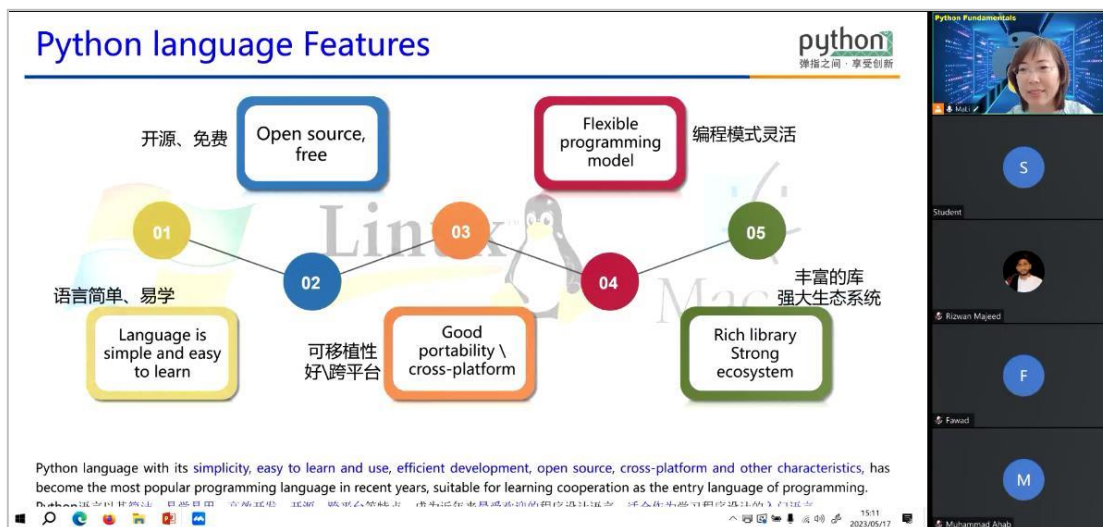 Python language Features
python
弹指之间·享受创新
开源、免费
Open source,
free
Flexible
programming
model
编程模式灵活
01
02
03
04
05
Linux
Mac
语言简单、易学
Language is
simple and easy
to learn
可移植性
好\跨平台
Good
portability \
cross-platform
丰富的库
强大生态系统
Rich library
Strong
ecosystem
Python language with its simplicity, easy to learn and use, efficient development, open source, cross-platform and other characteristics, has
become the most popular programming language in recent years, suitable for learning cooperation as the entry language of programming.
15:11
2023/05/17
Python Fundamentals
MaLi
S
Student
Rizwan Majeed
F
Fawad
M
Muhammad Ahab